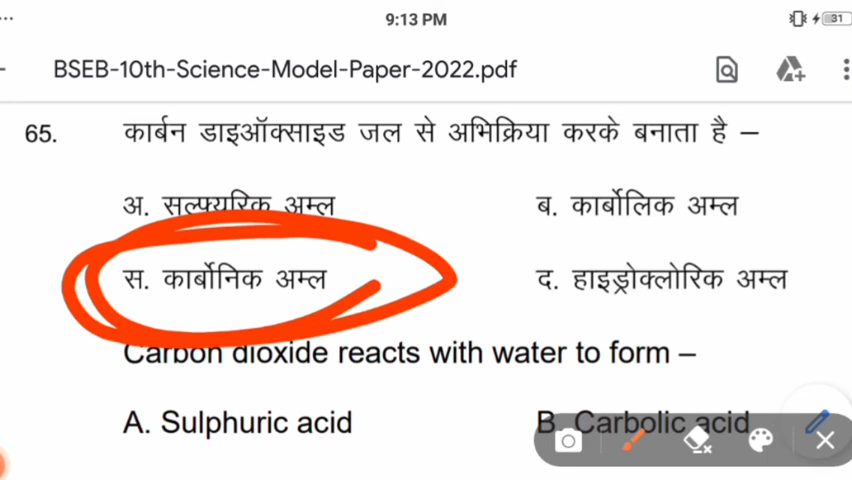 9:13 PM
31
BSEB-10th-Science-Model-Paper-2022.pdf
65. कार्बन डाइऑक्साइड जल से अभिक्रिया करके बनाता है –
अ. सल्फ्यूरिक अम्ल ब. कार्बोलिक अम्ल
स. कार्बोनिक अम्ल द. हाइड्रोक्लोरिक अम्ल
Carbon dioxide reacts with water to form –
A. Sulphuric acid B. Carbolic acid